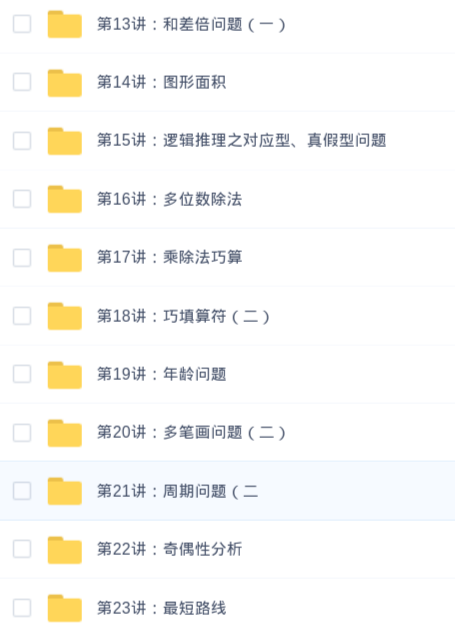 第13讲：和差倍问题（一）
第14讲：图形面积
第15讲：逻辑推理之对应型、真假型问题
第16讲：多位数除法
第17讲：乘除法巧算
第18讲：巧填算符（二）
第19讲：年龄问题
第20讲：多笔画问题（二）
第21讲：周期问题（二
第22讲：奇偶性分析
第23讲：最短路线